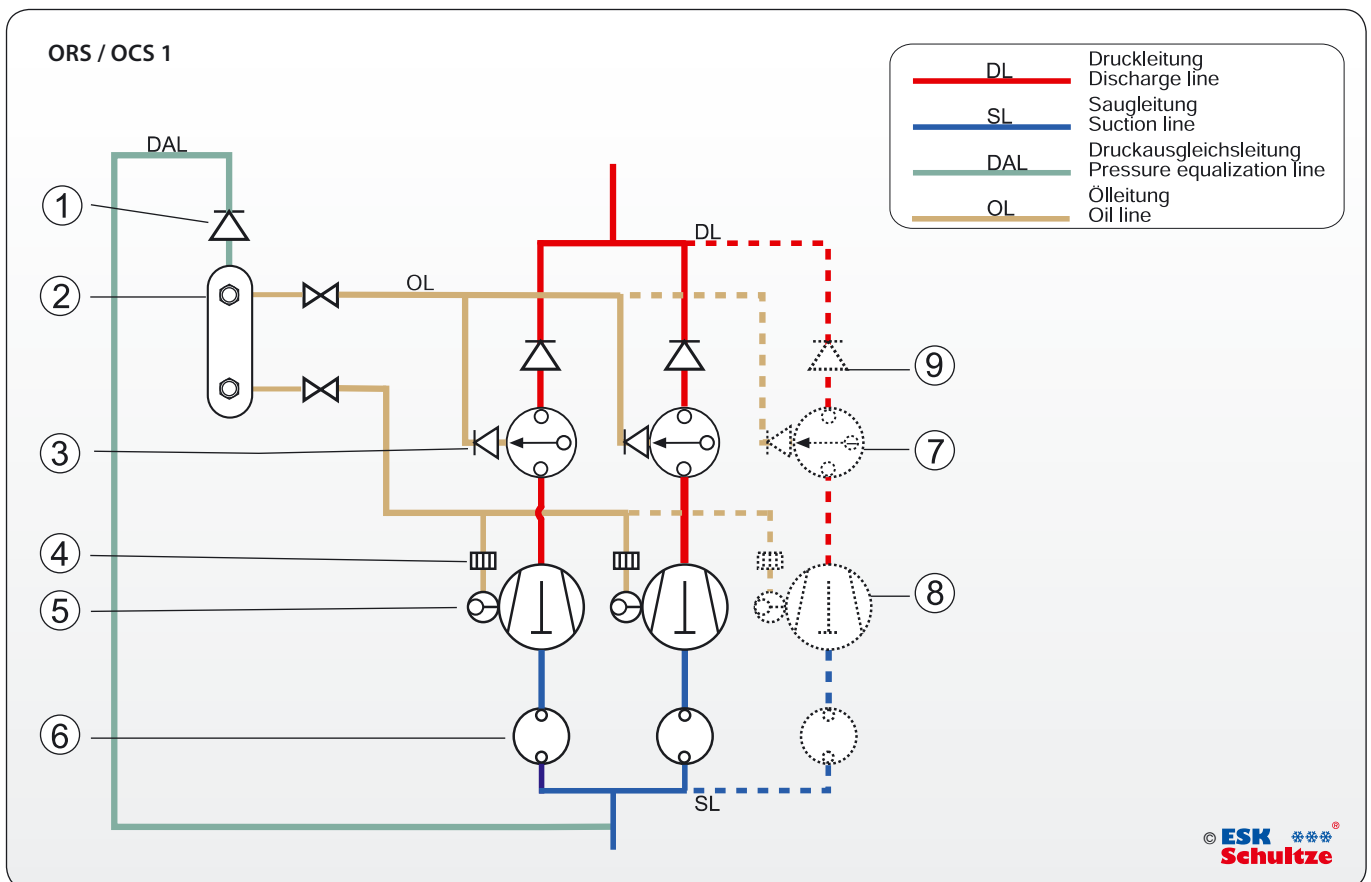 ORS / OCS 1
DL
Druckleitung
Discharge line
SL
Saugleitung
Suction line
DAL
Druckausgleichsleitung
Pressure equalization line
OL
Ölleitung
Oil line
DAL
1
2
OL
DL
9
3
7
4
5
8
6
SL
© ESK ®
Schultze